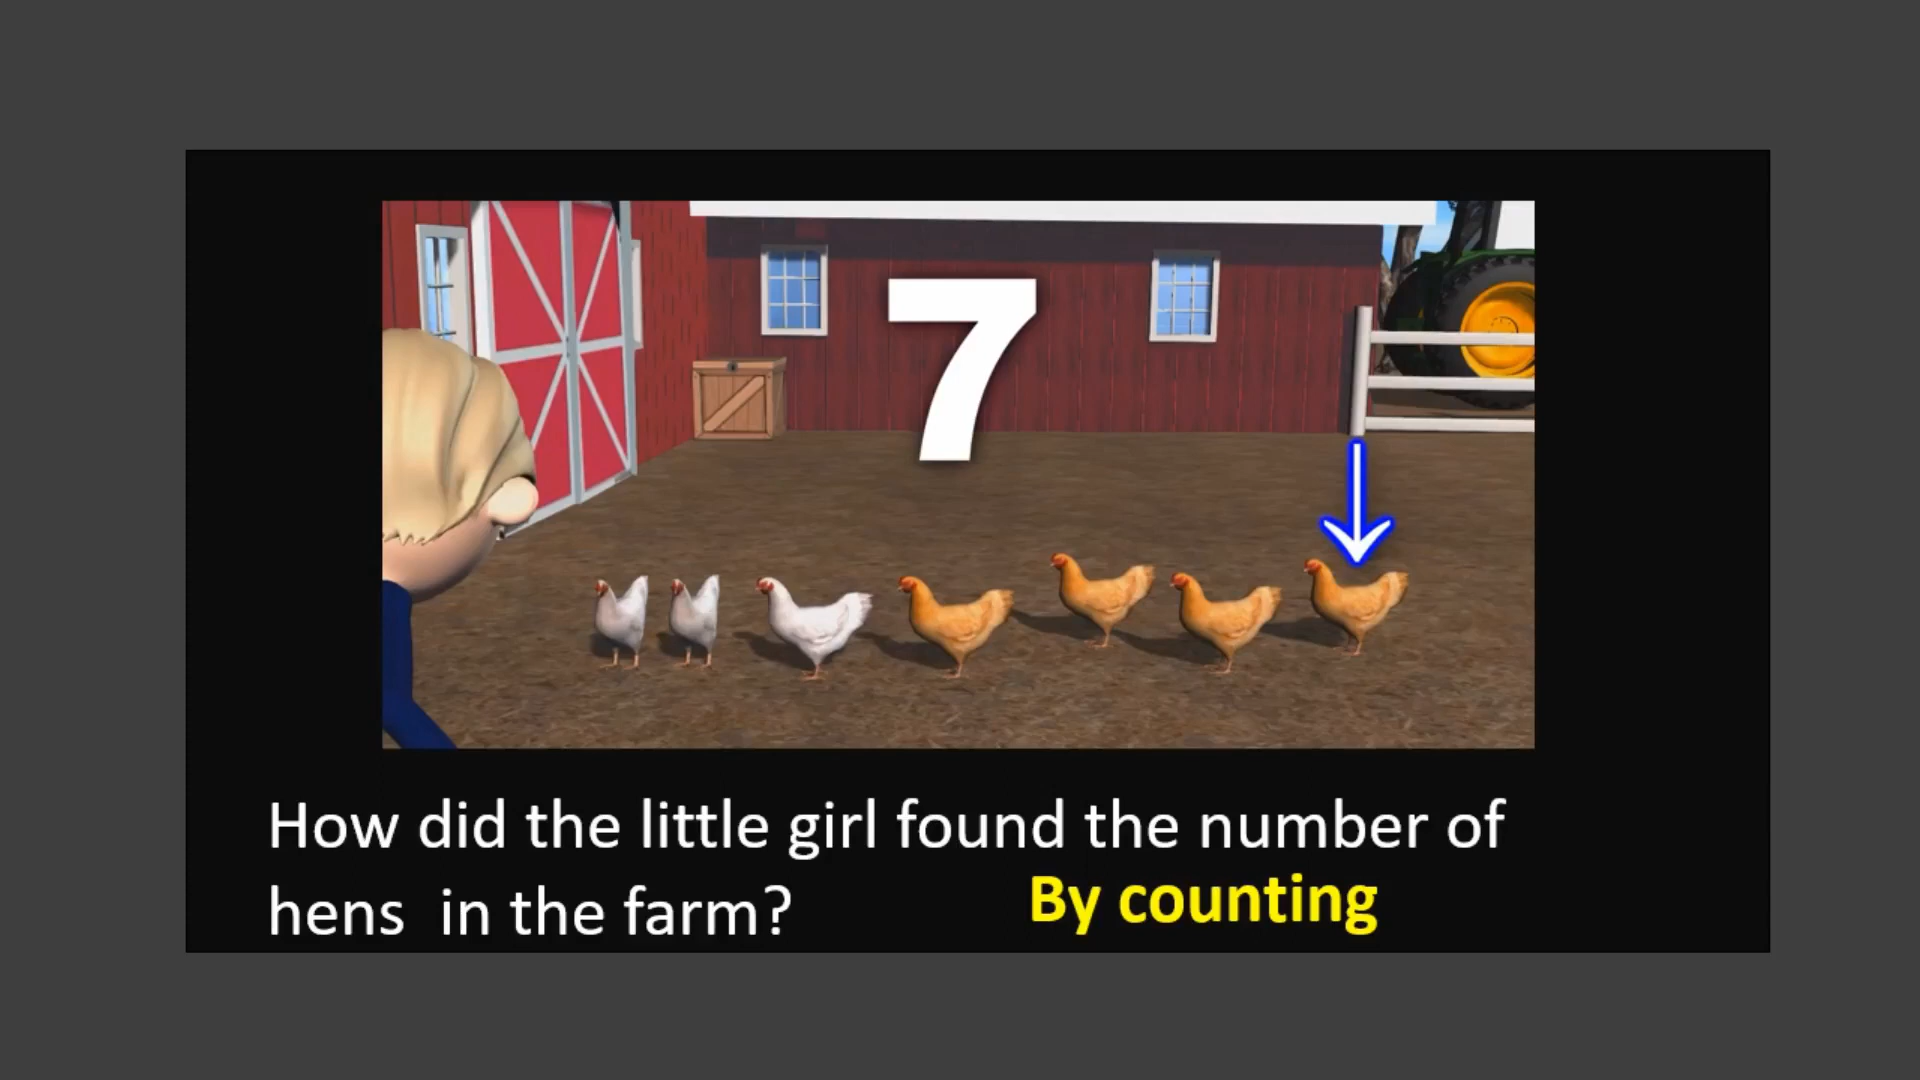 7
How did the little girl found the number of
hens in the farm?
By counting